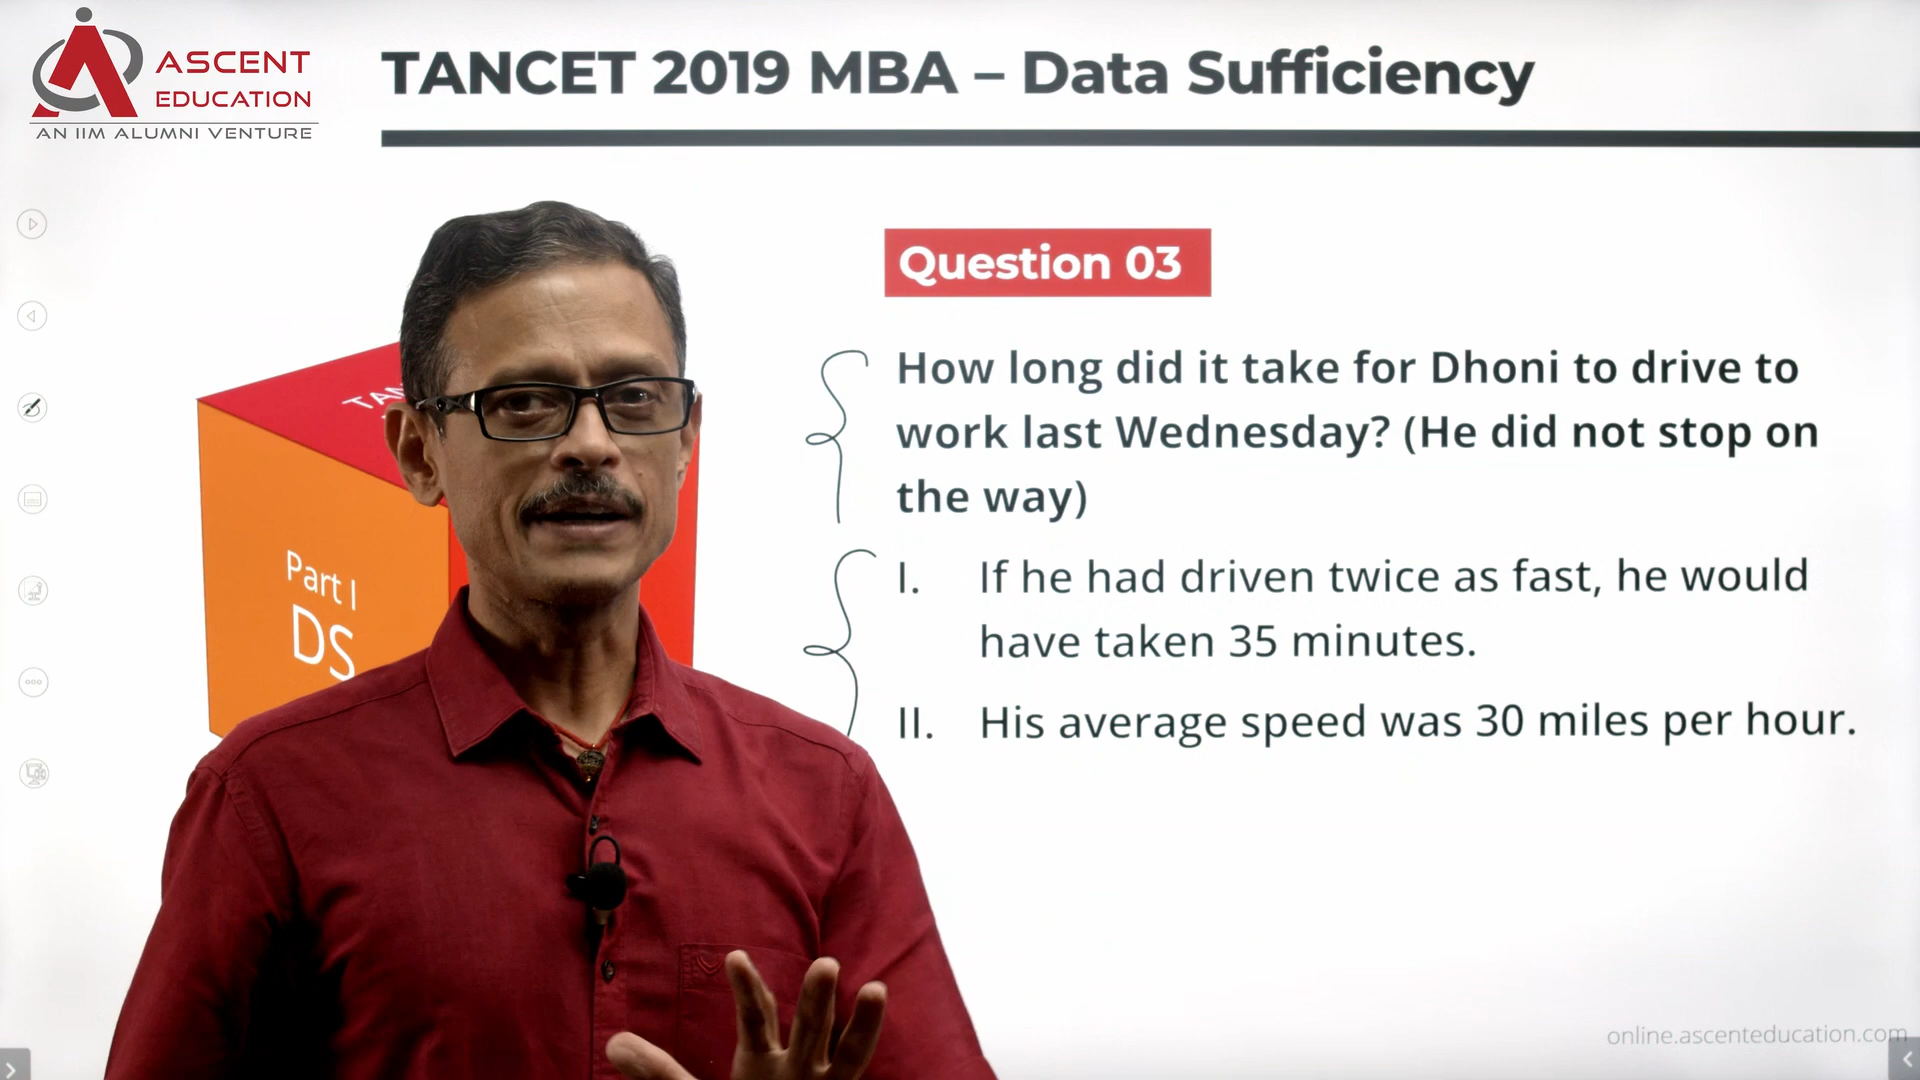 ASCENT
EDUCATION
AN IIM ALUMNI VENTURE
TANCET 2019 MBA – Data Sufficiency
Question 03
How long did it take for Dhoni to drive to
work last Wednesday? (He did not stop on
the way)
I. If he had driven twice as fast, he would
have taken 35 minutes.
II. His average speed was 30 miles per hour.
Part I
DS
online.ascenteducation.com